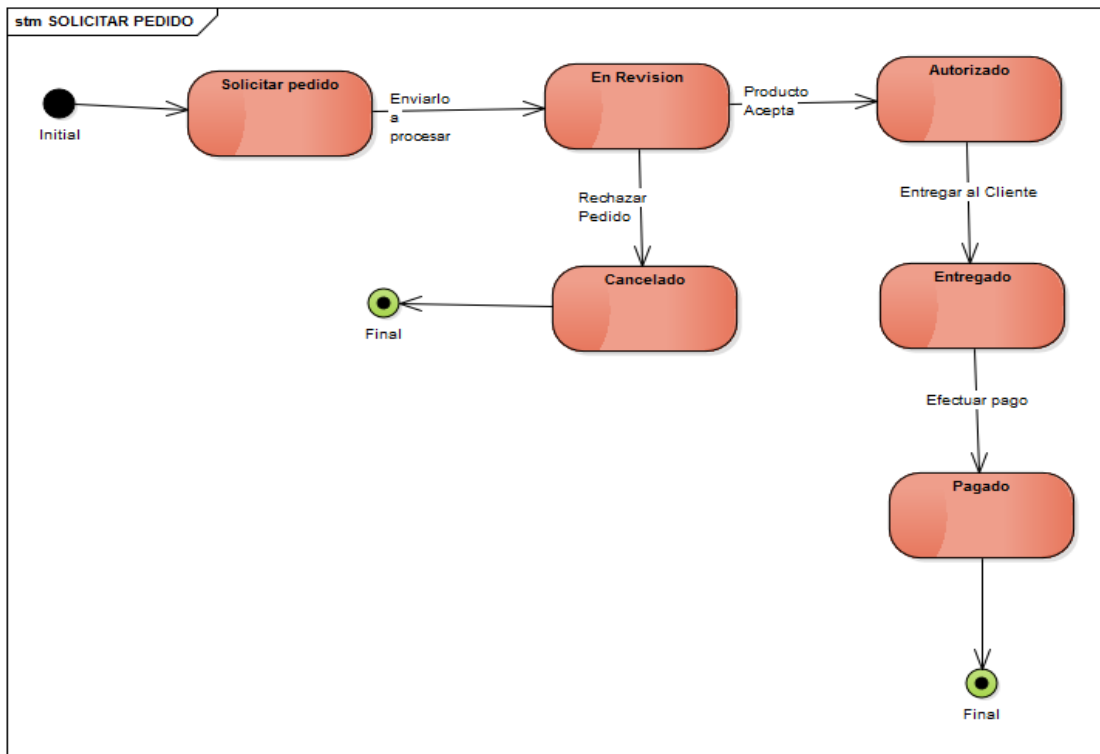 stm SOLICITAR PEDIDO
Initial
Solicitar pedido
Enviarlo
a
procesar
En Revision
Producto
Acepta
Autorizado
Rechazar
Pedido
Entregar al Cliente
Cancelado
Final
Entregado
Efectuar pago
Pagado
Final